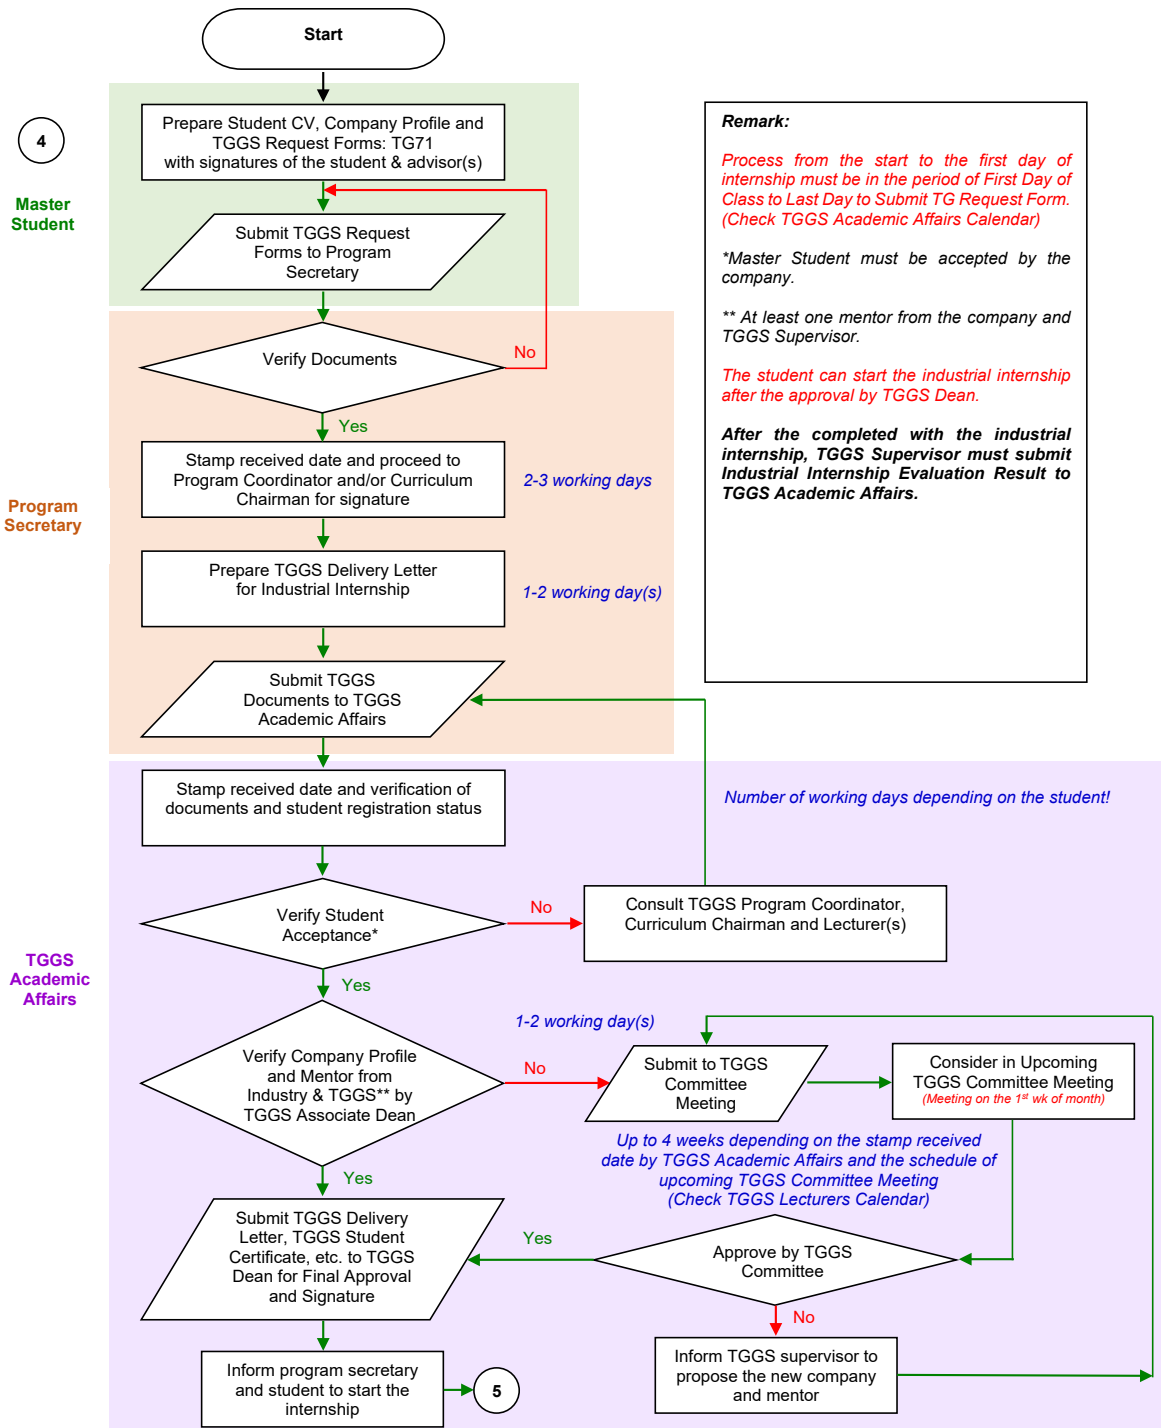 Start
4
Master
Student
Prepare Student CV, Company Profile and
TGGS Request Forms: TG71
with signatures of the student & advisor(s)
Submit TGGS Request
Forms to Program
Secretary
Remark:
Process from the start to the first day of
internship must be in the period of First Day of
Class to Last Day to Submit TG Request Form.
(Check TGGS Academic Affairs Calendar)
*Master Student must be accepted by the
company.
** At least one mentor from the company and
TGGS Supervisor.
The student can start the industrial internship
after the approval by TGGS Dean.
After the completed with the industrial
internship, TGGS Supervisor must submit
Industrial Internship Evaluation Result to
TGGS Academic Affairs.
Program
Secretary
Verify Documents
No
Yes
Stamp received date and proceed to
Program Coordinator and/or Curriculum
Chairman for signature
2-3 working days
Prepare TGGS Delivery Letter
for Industrial Internship
1-2 working day(s)
Submit TGGS
Documents to TGGS
Academic Affairs
TGGS
Academic
Affairs
Stamp received date and verification of
documents and student registration status
Number of working days depending on the student!
Verify Student
Acceptance*
No
Consult TGGS Program Coordinator,
Curriculum Chairman and Lecturer(s)
Yes
1-2 working day(s)
Verify Company Profile
and Mentor from
Industry & TGGS** by
TGGS Associate Dean
No
Submit to TGGS
Committee
Meeting
Consider in Upcoming
TGGS Committee Meeting
(Meeting on the 1st wk of month)
Up to 4 weeks depending on the stamp received
date by TGGS Academic Affairs and the schedule of
upcoming TGGS Committee Meeting
(Check TGGS Lecturers Calendar)
Yes
Submit TGGS Delivery
Letter, TGGS Student
Certificate, etc. to TGGS
Dean for Final Approval
and Signature
Yes
Approve by TGGS
Committee
No
Inform TGGS supervisor to
propose the new company
and mentor
Inform program secretary
and student to start the
internship
5